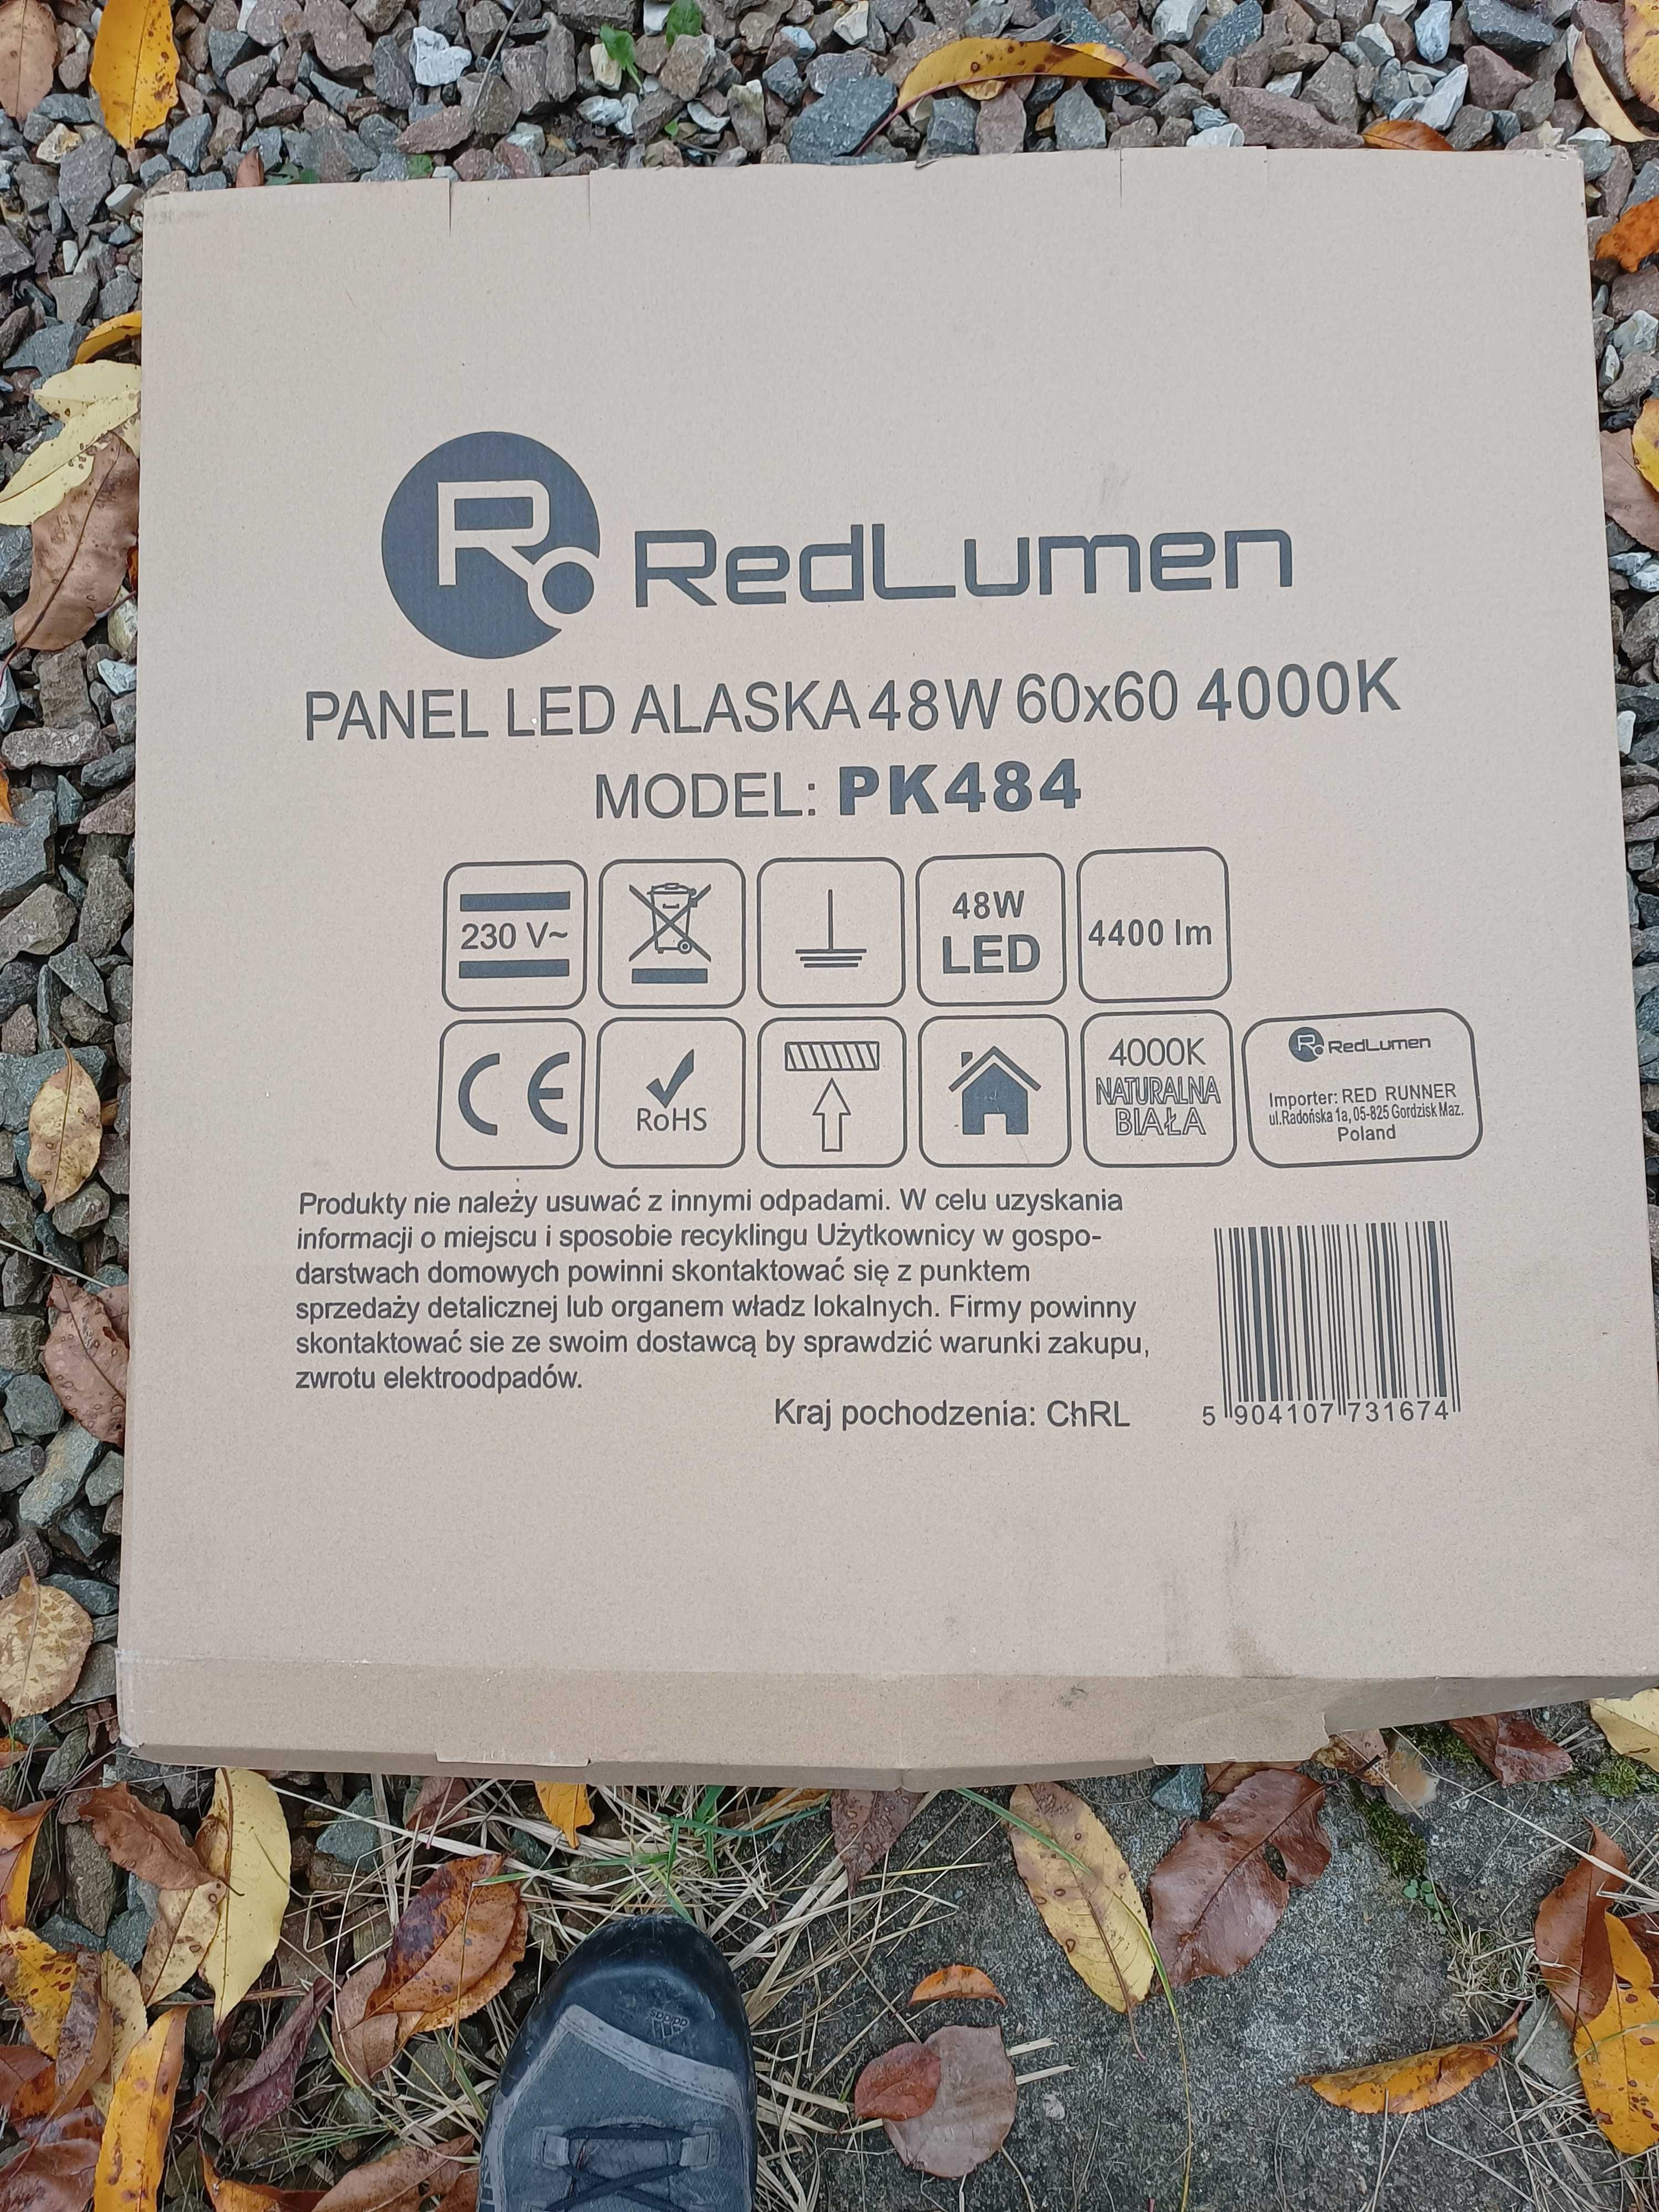 RedLumen
PANEL LED ALASKA 48W 60x60 4000K
MODEL: PK484
230 V~
48W
LED
4400 lm
CE
RoHS
4000K
NATURALNA
BIAŁA
RedLumen
Importer: RED RUNNER
ul.Radońska 1a, 05-825 Gordzisk Maz.
Poland
Produkty nie należy usuwać z innymi odpadami. W celu uzyskania
informacji o miejscu i sposobie recyklingu Użytkownicy w gospo-
darstwach domowych powinni skontaktować się z punktem
sprzedaży detalicznej lub organem władz lokalnych. Firmy powinny
skontaktować sie ze swoim dostawcą by sprawdzić warunki zakupu,
zwrotu elektroodpadów.
Kraj pochodzenia: ChRL
5 904107 731674
adidas